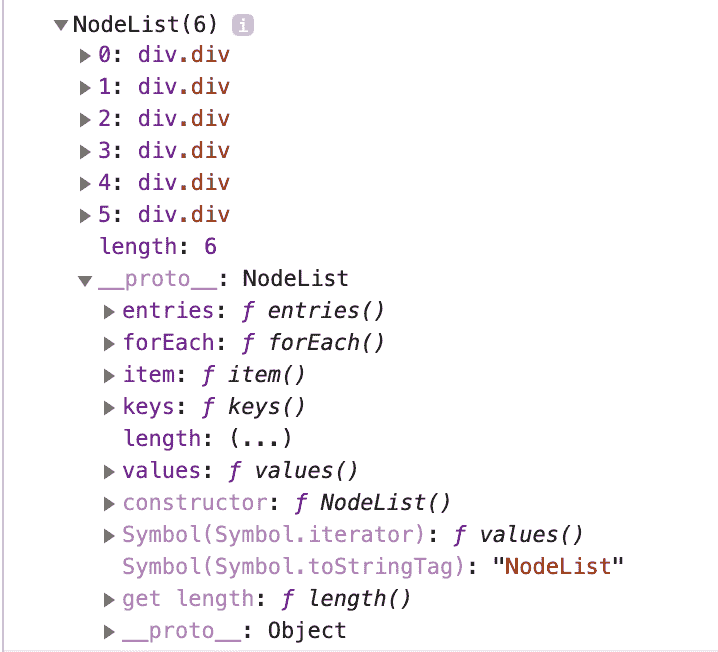 NodeList(6) i
0: div.div
1: div.div
2: div.div
3: div.div
4: div.div
5: div.div
length: 6
__proto__: NodeList
entries: ƒ entries()
forEach: ƒ forEach()
item: ƒ item()
keys: ƒ keys()
length: (...)
values: ƒ values()
constructor: ƒ NodeList()
Symbol(Symbol.iterator): ƒ values()
Symbol(Symbol.toStringTag): "NodeList"
get length: ƒ length()
__proto__: Object